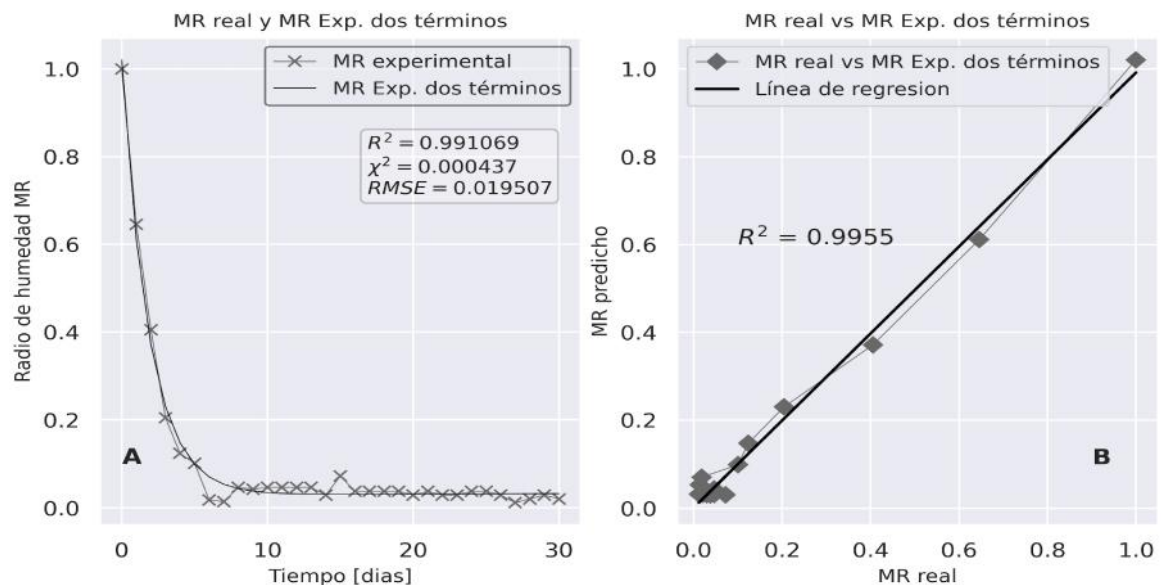 MR real y MR Exp. dos términos
MR experimental
MR Exp. dos términos
R² = 0.991069
χ² = 0.000437
RMSE = 0.019507
A
Radio de humedad MR
1.0
0.8
0.6
0.4
0.2
0.0
0
10
20
30
Tiempo [dias]
MR real vs MR Exp. dos términos
MR real vs MR Exp. dos términos
Línea de regresion
R² = 0.9955
B
MR predicho
1.0
0.8
0.6
0.4
0.2
0.0
0.0
0.2
0.4
0.6
0.8
1.0
MR real